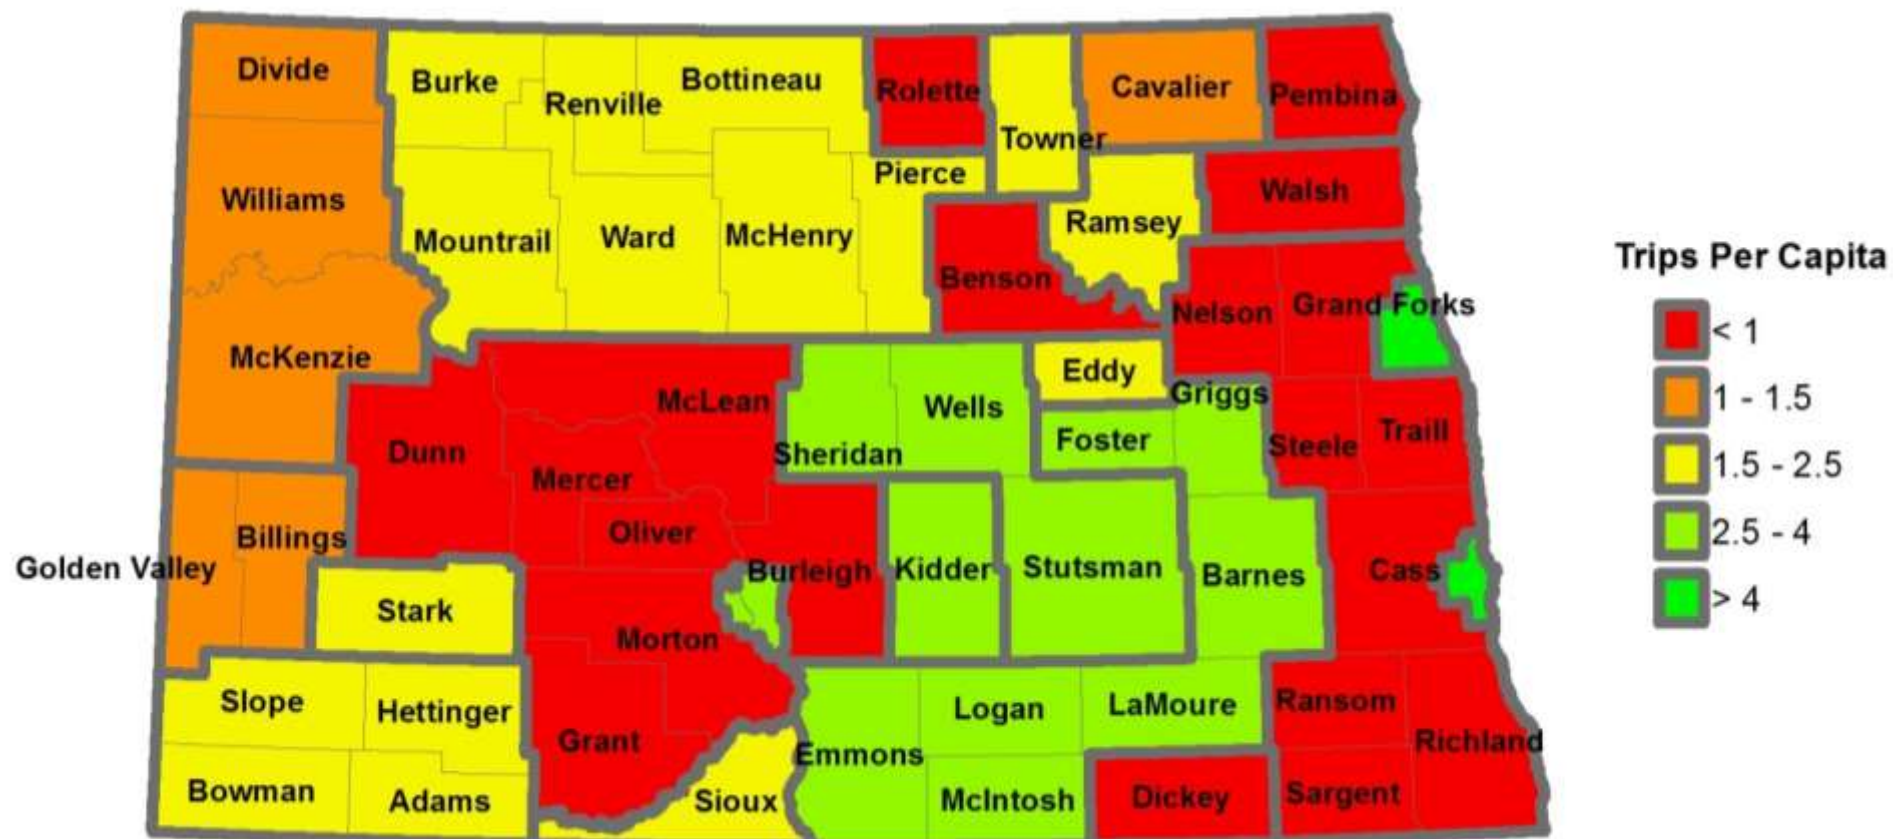 Divide
Burke
Renville
Bottineau
Rolette
Towner
Cavalier
Pembina
Williams
Mountrail
Ward
McHenry
Pierce
Benson
Ramsey
Walsh
Nelson
Grand Forks
McKenzie
Dunn
McLean
Mercer
Oliver
Sheridan
Wells
Eddy
Foster
Griggs
Steele
Traill
Golden Valley
Billings
Stark
Morton
Burleigh
Kidder
Stutsman
Barnes
Cass
Slope
Hettinger
Grant
Emmons
Logan
LaMoure
Ransom
Richland
Bowman
Adams
Sioux
McIntosh
Dickey
Sargent
Trips Per Capita
< 1
1 - 1.5
1.5 - 2.5
2.5 - 4
> 4